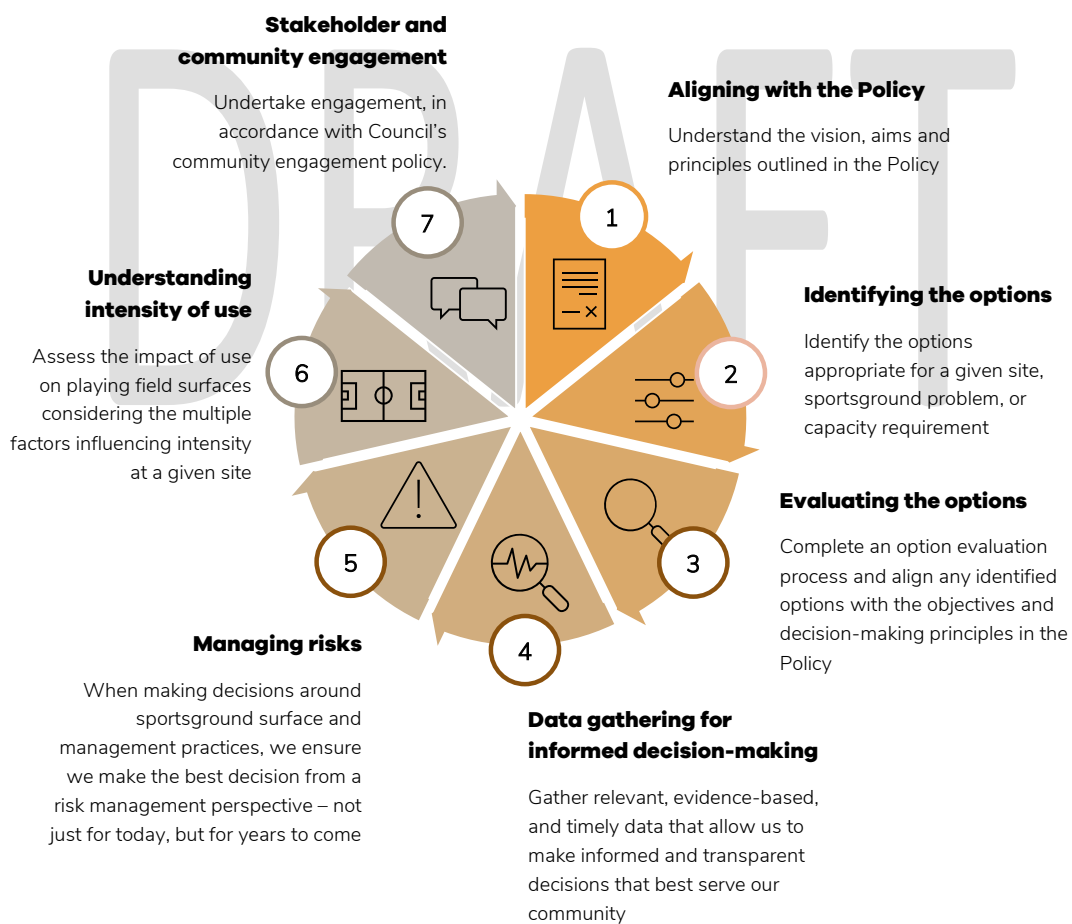 DRAFT
1
Aligning with the Policy
Understand the vision, aims and
principles outlined in the Policy
2
Identifying the options
Identify the options
appropriate for a given site,
sportsground problem, or
capacity requirement
3
Evaluating the options
Complete an option evaluation
process and align any identified
options with the objectives and
decision-making principles in the
Policy
4
Data gathering for
informed decision-making
Gather relevant, evidence-based,
and timely data that allow us to
make informed and transparent
decisions that best serve our
community
5
Managing risks
When making decisions around
sportsground surface and
management practices, we ensure
we make the best decision from a
risk management perspective – not
just for today, but for years to come
6
Understanding
intensity of use
Assess the impact of use
on playing field surfaces
considering the multiple
factors influencing intensity
at a given site
7
Stakeholder and
community engagement
Undertake engagement, in
accordance with Council’s
community engagement policy.